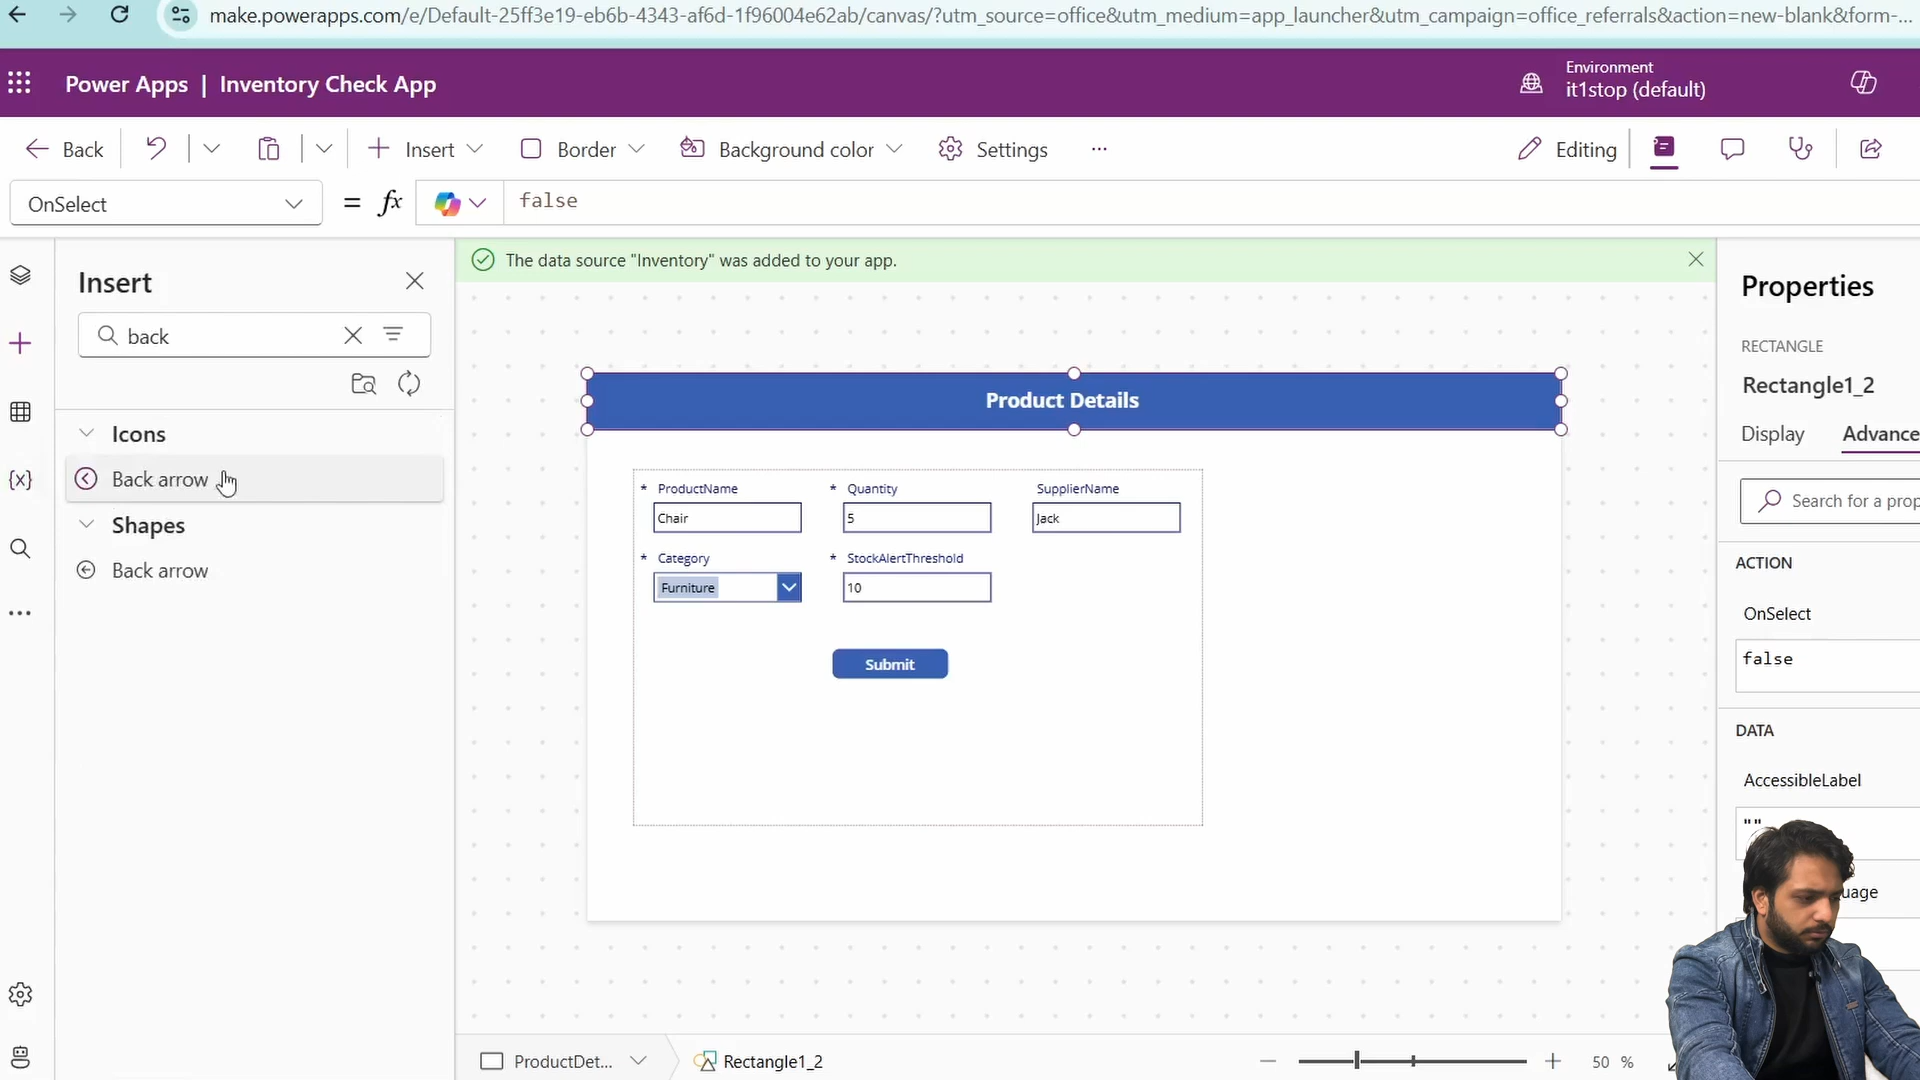 make.powerapps.com/e/Default-25ff3e19-eb6b-4343-af6d-1f96004e62ab/canvas/?utm_source=office&utm_medium=app_launcher&utm_campaign=office_referrals&action=new-blank&form-...
Power Apps | Inventory Check App
Environment
it1stop (default)
Back
Insert
Border
Background color
Settings
...
Editing
OnSelect
= fx
false
Insert
back
Icons
Back arrow
Shapes
Back arrow
The data source "Inventory" was added to your app.
Product Details
* ProductName
* Quantity
SupplierName
Chair
5
Jack
* Category
* StockAlertThreshold
Furniture
10
Submit
Properties
RECTANGLE
Rectangle1_2
Display
Advance
Search for a prop
ACTION
OnSelect
false
DATA
AccessibleLabel
""
uage
ProductDet...
Rectangle1_2
50 %